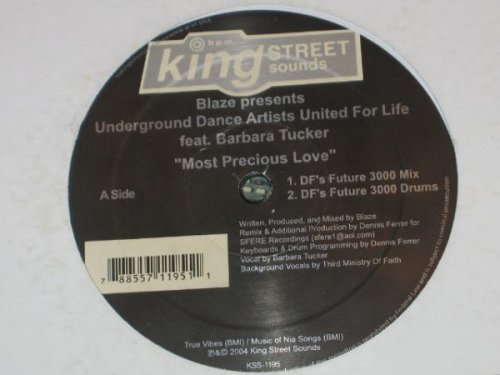 bpm
king STREET
sounds
Blaze presents
Underground Dance Artists United For Life
feat. Barbara Tucker
"Most Precious Love"
A Side
1. DF's Future 3000 Mix
2. DF's Future 3000 Drums
Written, Produced, and Mixed by Blaze
Remix & Additional Production by Dennis Ferrer for
SFERE Recordings (sfere1@aol.com)
Keyboards & Drum Programming by Dennis Ferrer
Vocal by Barbara Tucker
Background Vocals by Third Ministry Of Faith
7 88557 11951 1
True Vibes (BMI) / Music of Nia Songs (BMI)
℗&© 2004 King Street Sounds
KSS-1195